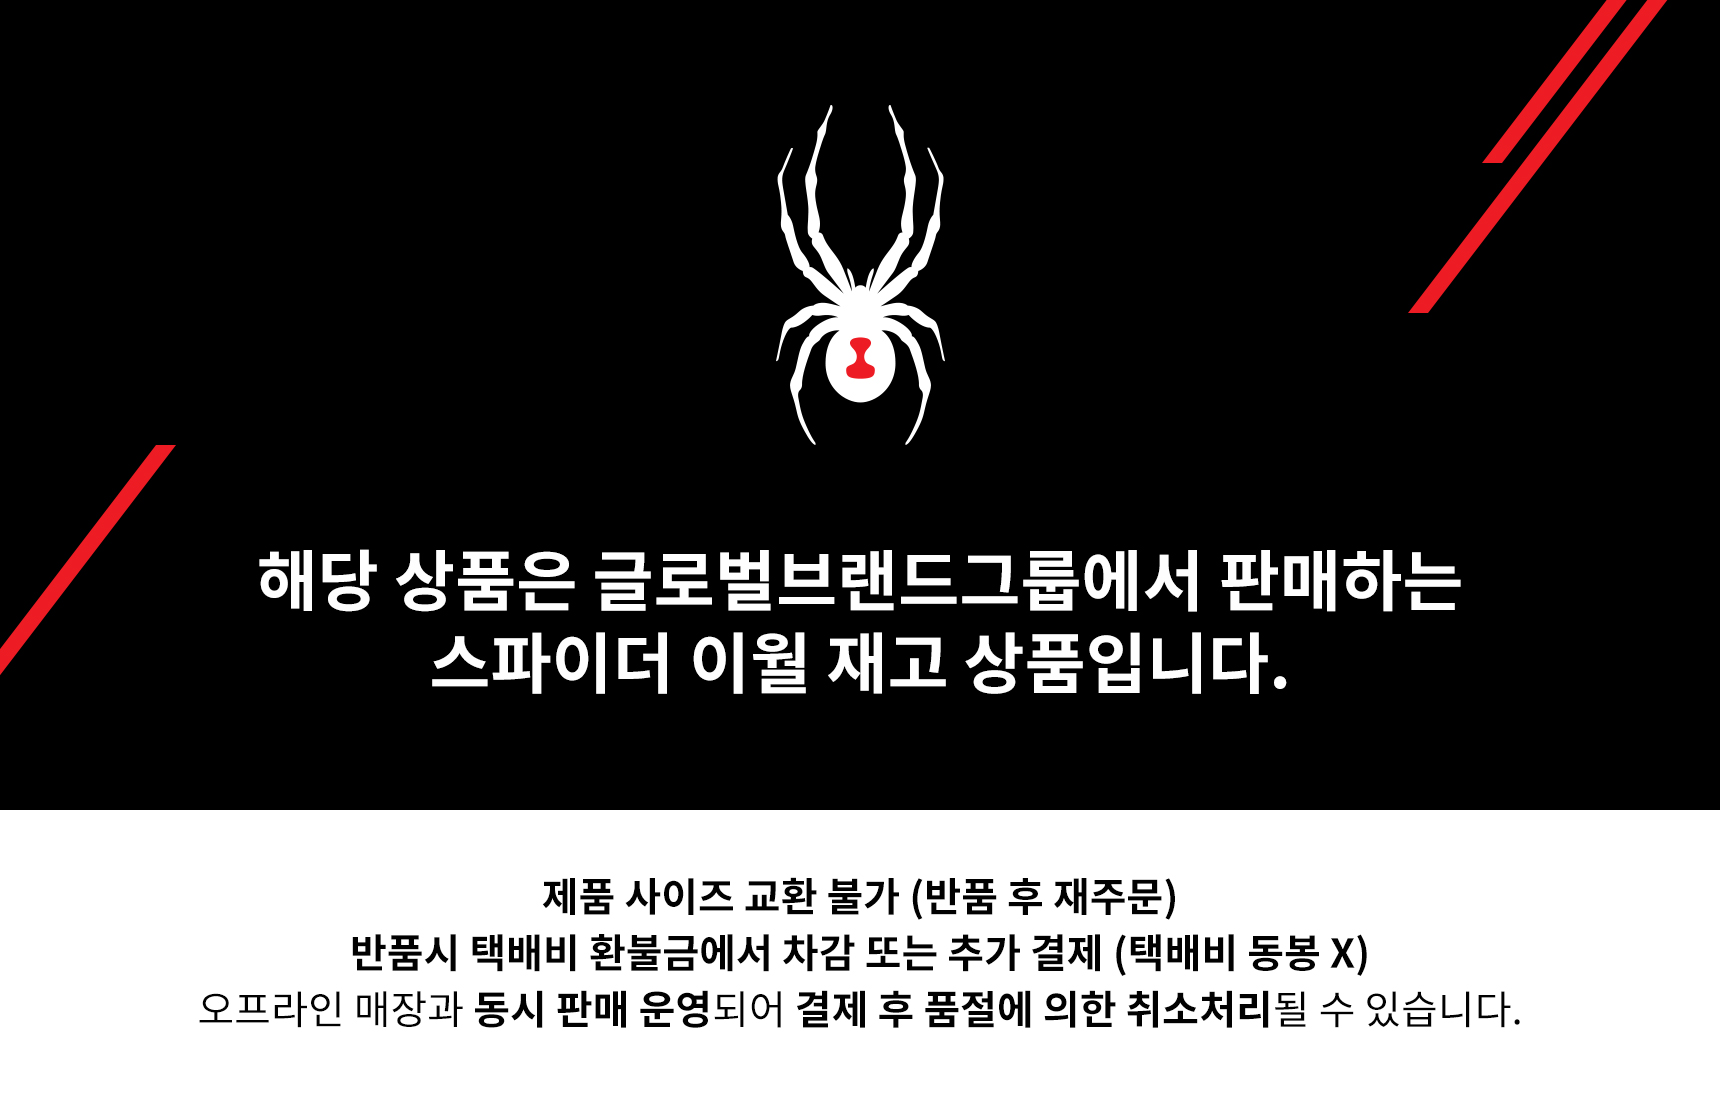 해당 상품은 글로벌브랜드그룹에서 판매하는
스파이더 이월 재고 상품입니다.
제품 사이즈 교환 불가 (반품 후 재주문)
반품시 택배비 환불금에서 차감 또는 추가 결제 (택배비 동봉 X)
오프라인 매장과 동시 판매 운영되어 결제 후 품절에 의한 취소처리될 수 있습니다.